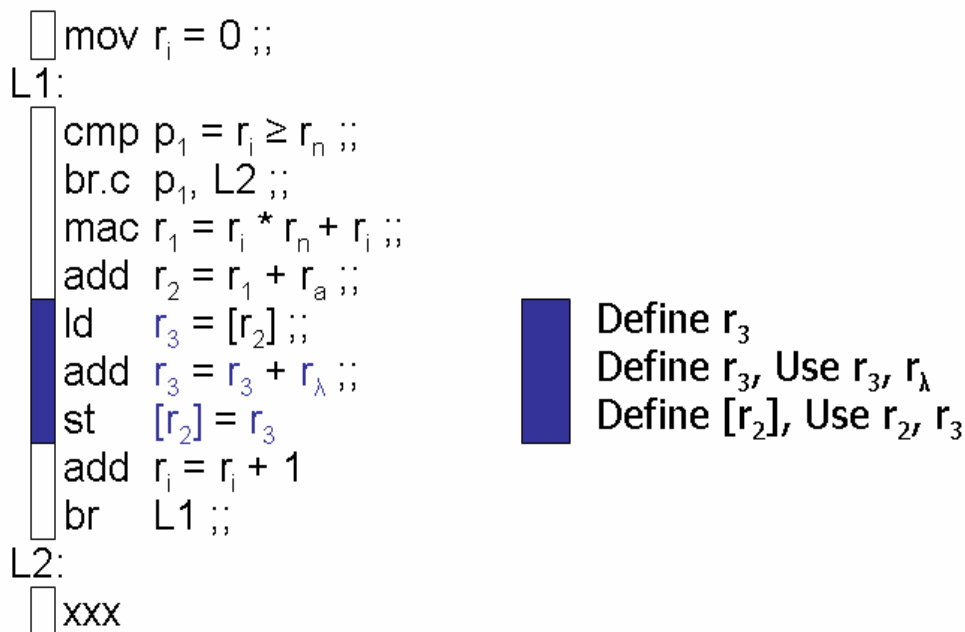 mov rᵢ = 0 ;;
L1:
cmp p₁ = rᵢ ≥ rₙ ;;
br.c p₁, L2 ;;
mac r₁ = rᵢ * rₙ + rᵢ ;;
add r₂ = r₁ + rₐ ;;
ld r₃ = [r₂] ;;
add r₃ = r₃ + r_λ ;;
st [r₂] = r₃
add rᵢ = rᵢ + 1
br L1 ;;
L2:
xxx
Define r₃
Define r₃, Use r₃, r_λ
Define [r₂], Use r₂, r₃